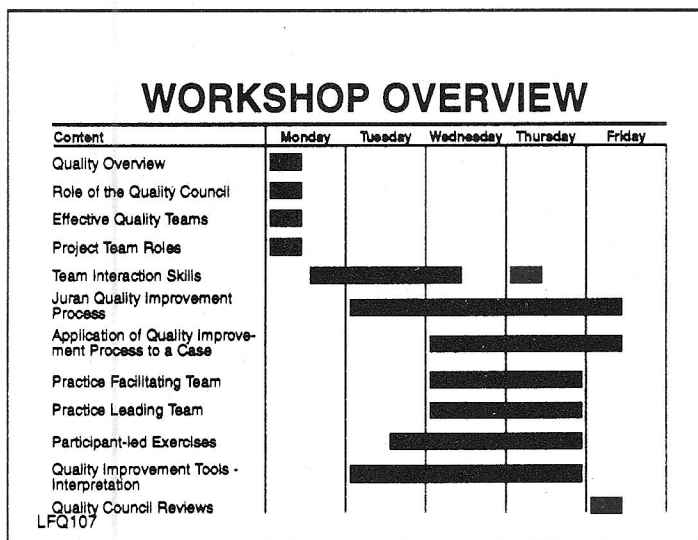 WORKSHOP OVERVIEW
Content Monday Tuesday Wednesday Thursday Friday
Quality Overview
Role of the Quality Council
Effective Quality Teams
Project Team Roles
Team Interaction Skills
Juran Quality Improvement
Process
Application of Quality Improve-
ment Process to a Case
Practice Facilitating Team
Practice Leading Team
Participant-led Exercises
Quality Improvement Tools -
Interpretation
Quality Council Reviews
LFQ107